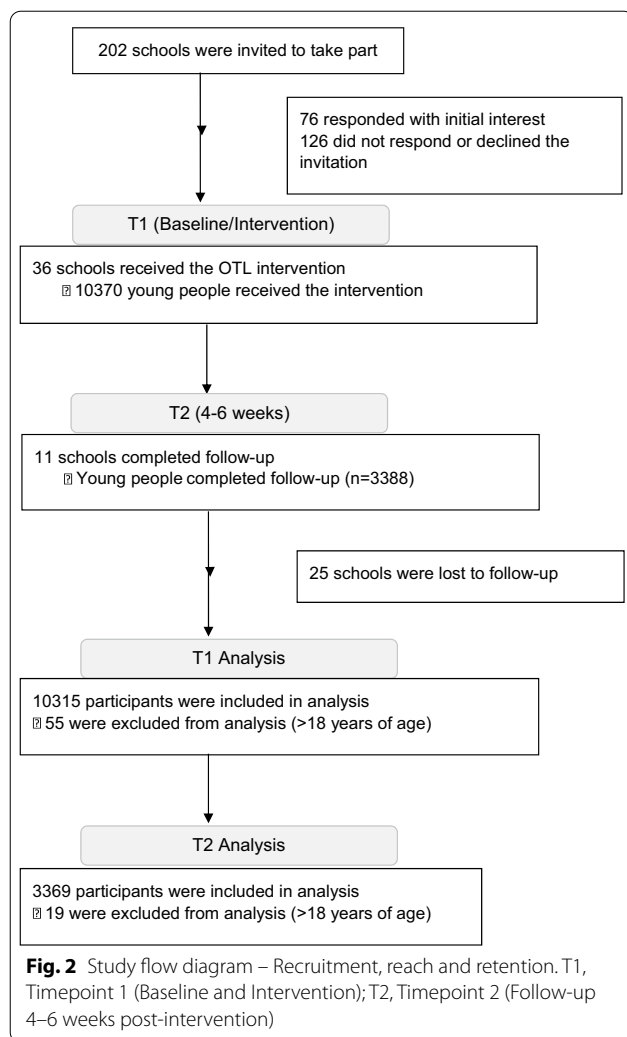 202 schools were invited to take part
76 responded with initial interest
126 did not respond or declined the
invitation
T1 (Baseline/Intervention)
36 schools received the OTL intervention
⍰ 10370 young people received the intervention
T2 (4-6 weeks)
11 schools completed follow-up
⍰ Young people completed follow-up (n=3388)
25 schools were lost to follow-up
T1 Analysis
10315 participants were included in analysis
⍰ 55 were excluded from analysis (>18 years of age)
T2 Analysis
3369 participants were included in analysis
⍰ 19 were excluded from analysis (>18 years of age)
Fig. 2 Study flow diagram – Recruitment, reach and retention. T1,
Timepoint 1 (Baseline and Intervention); T2, Timepoint 2 (Follow-up
4–6 weeks post-intervention)